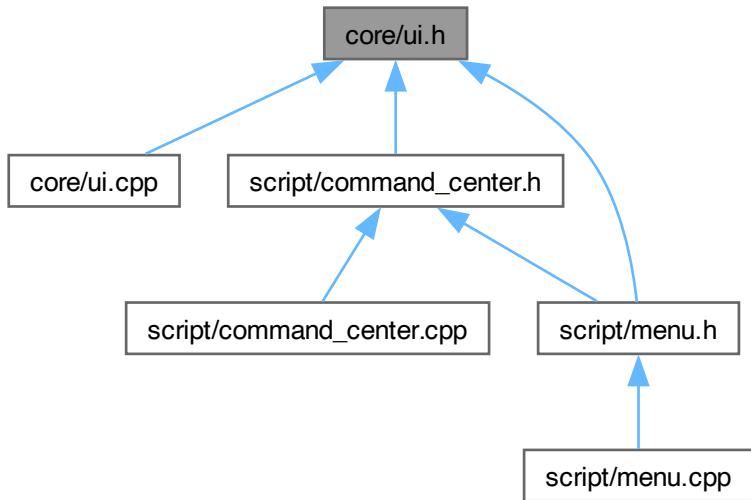 core/ui.h
core/ui.cpp
script/command_center.h
script/command_center.cpp
script/menu.h
script/menu.cpp